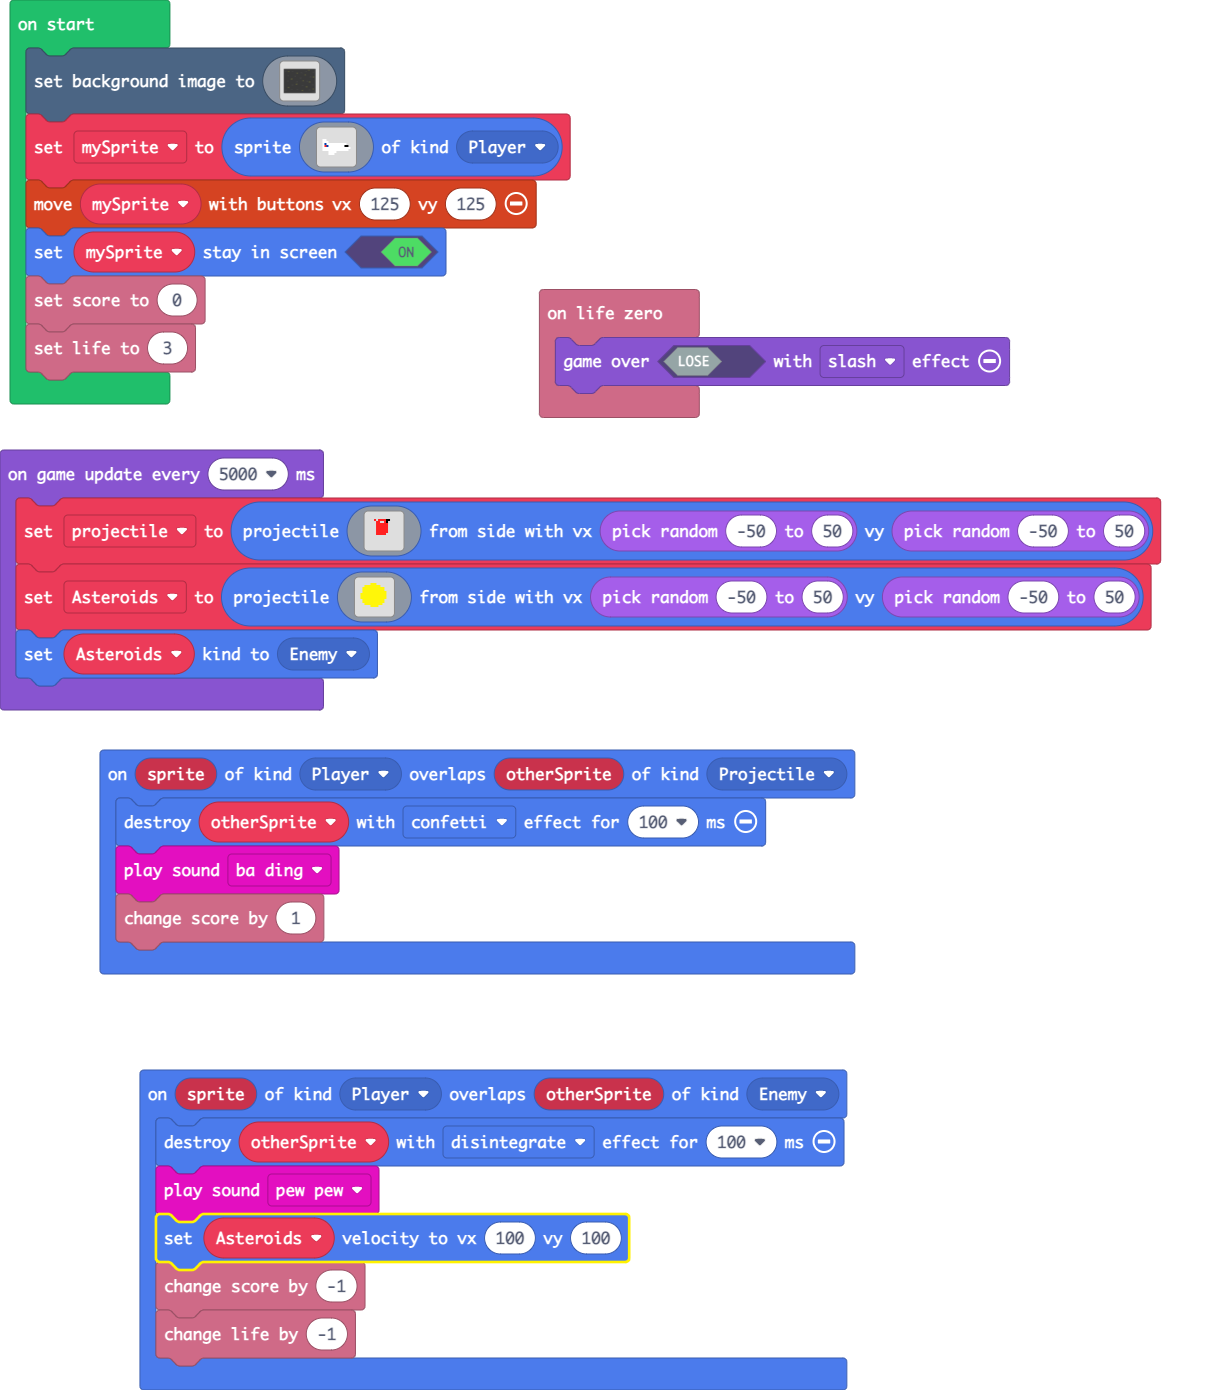 on start
set background image to
set mySprite to sprite of kind Player
move mySprite with buttons vx 125 vy 125
set mySprite stay in screen ON
set score to 0
set life to 3
on life zero
game over LOSE with slash effect
on game update every 5000 ms
set projectile to projectile from side with vx pick random -50 to 50 vy pick random -50 to 50
set Asteroids to projectile from side with vx pick random -50 to 50 vy pick random -50 to 50
set Asteroids kind to Enemy
on sprite of kind Player overlaps otherSprite of kind Projectile
destroy otherSprite with confetti effect for 100 ms
play sound ba ding
change score by 1
on sprite of kind Player overlaps otherSprite of kind Enemy
destroy otherSprite with disintegrate effect for 100 ms
play sound pew pew
set Asteroids velocity to vx 100 vy 100
change score by -1
change life by -1